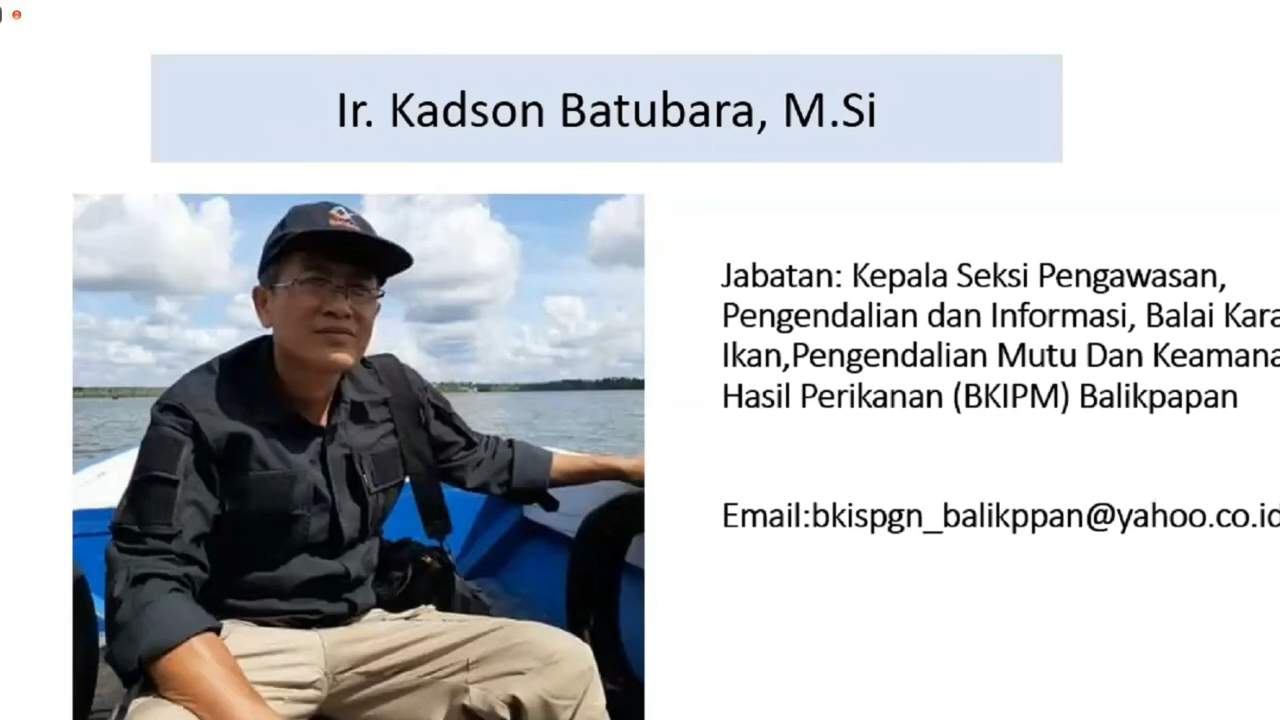 Ir. Kadson Batubara, M.Si
Jabatan: Kepala Seksi Pengawasan,
Pengendalian dan Informasi, Balai Kara
Ikan,Pengendalian Mutu Dan Keamana
Hasil Perikanan (BKIPM) Balikpapan
Email:bkispgn_balikppan@yahoo.co.id